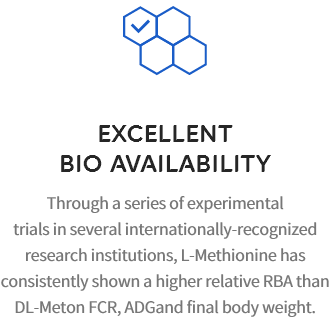 EXCELLENT
BIO AVAILABILITY
Through a series of experimental
trials in several internationally-recognized
research institutions, L-Methionine has
consistently shown a higher relative RBA than
DL-Meton FCR, ADGand final body weight.